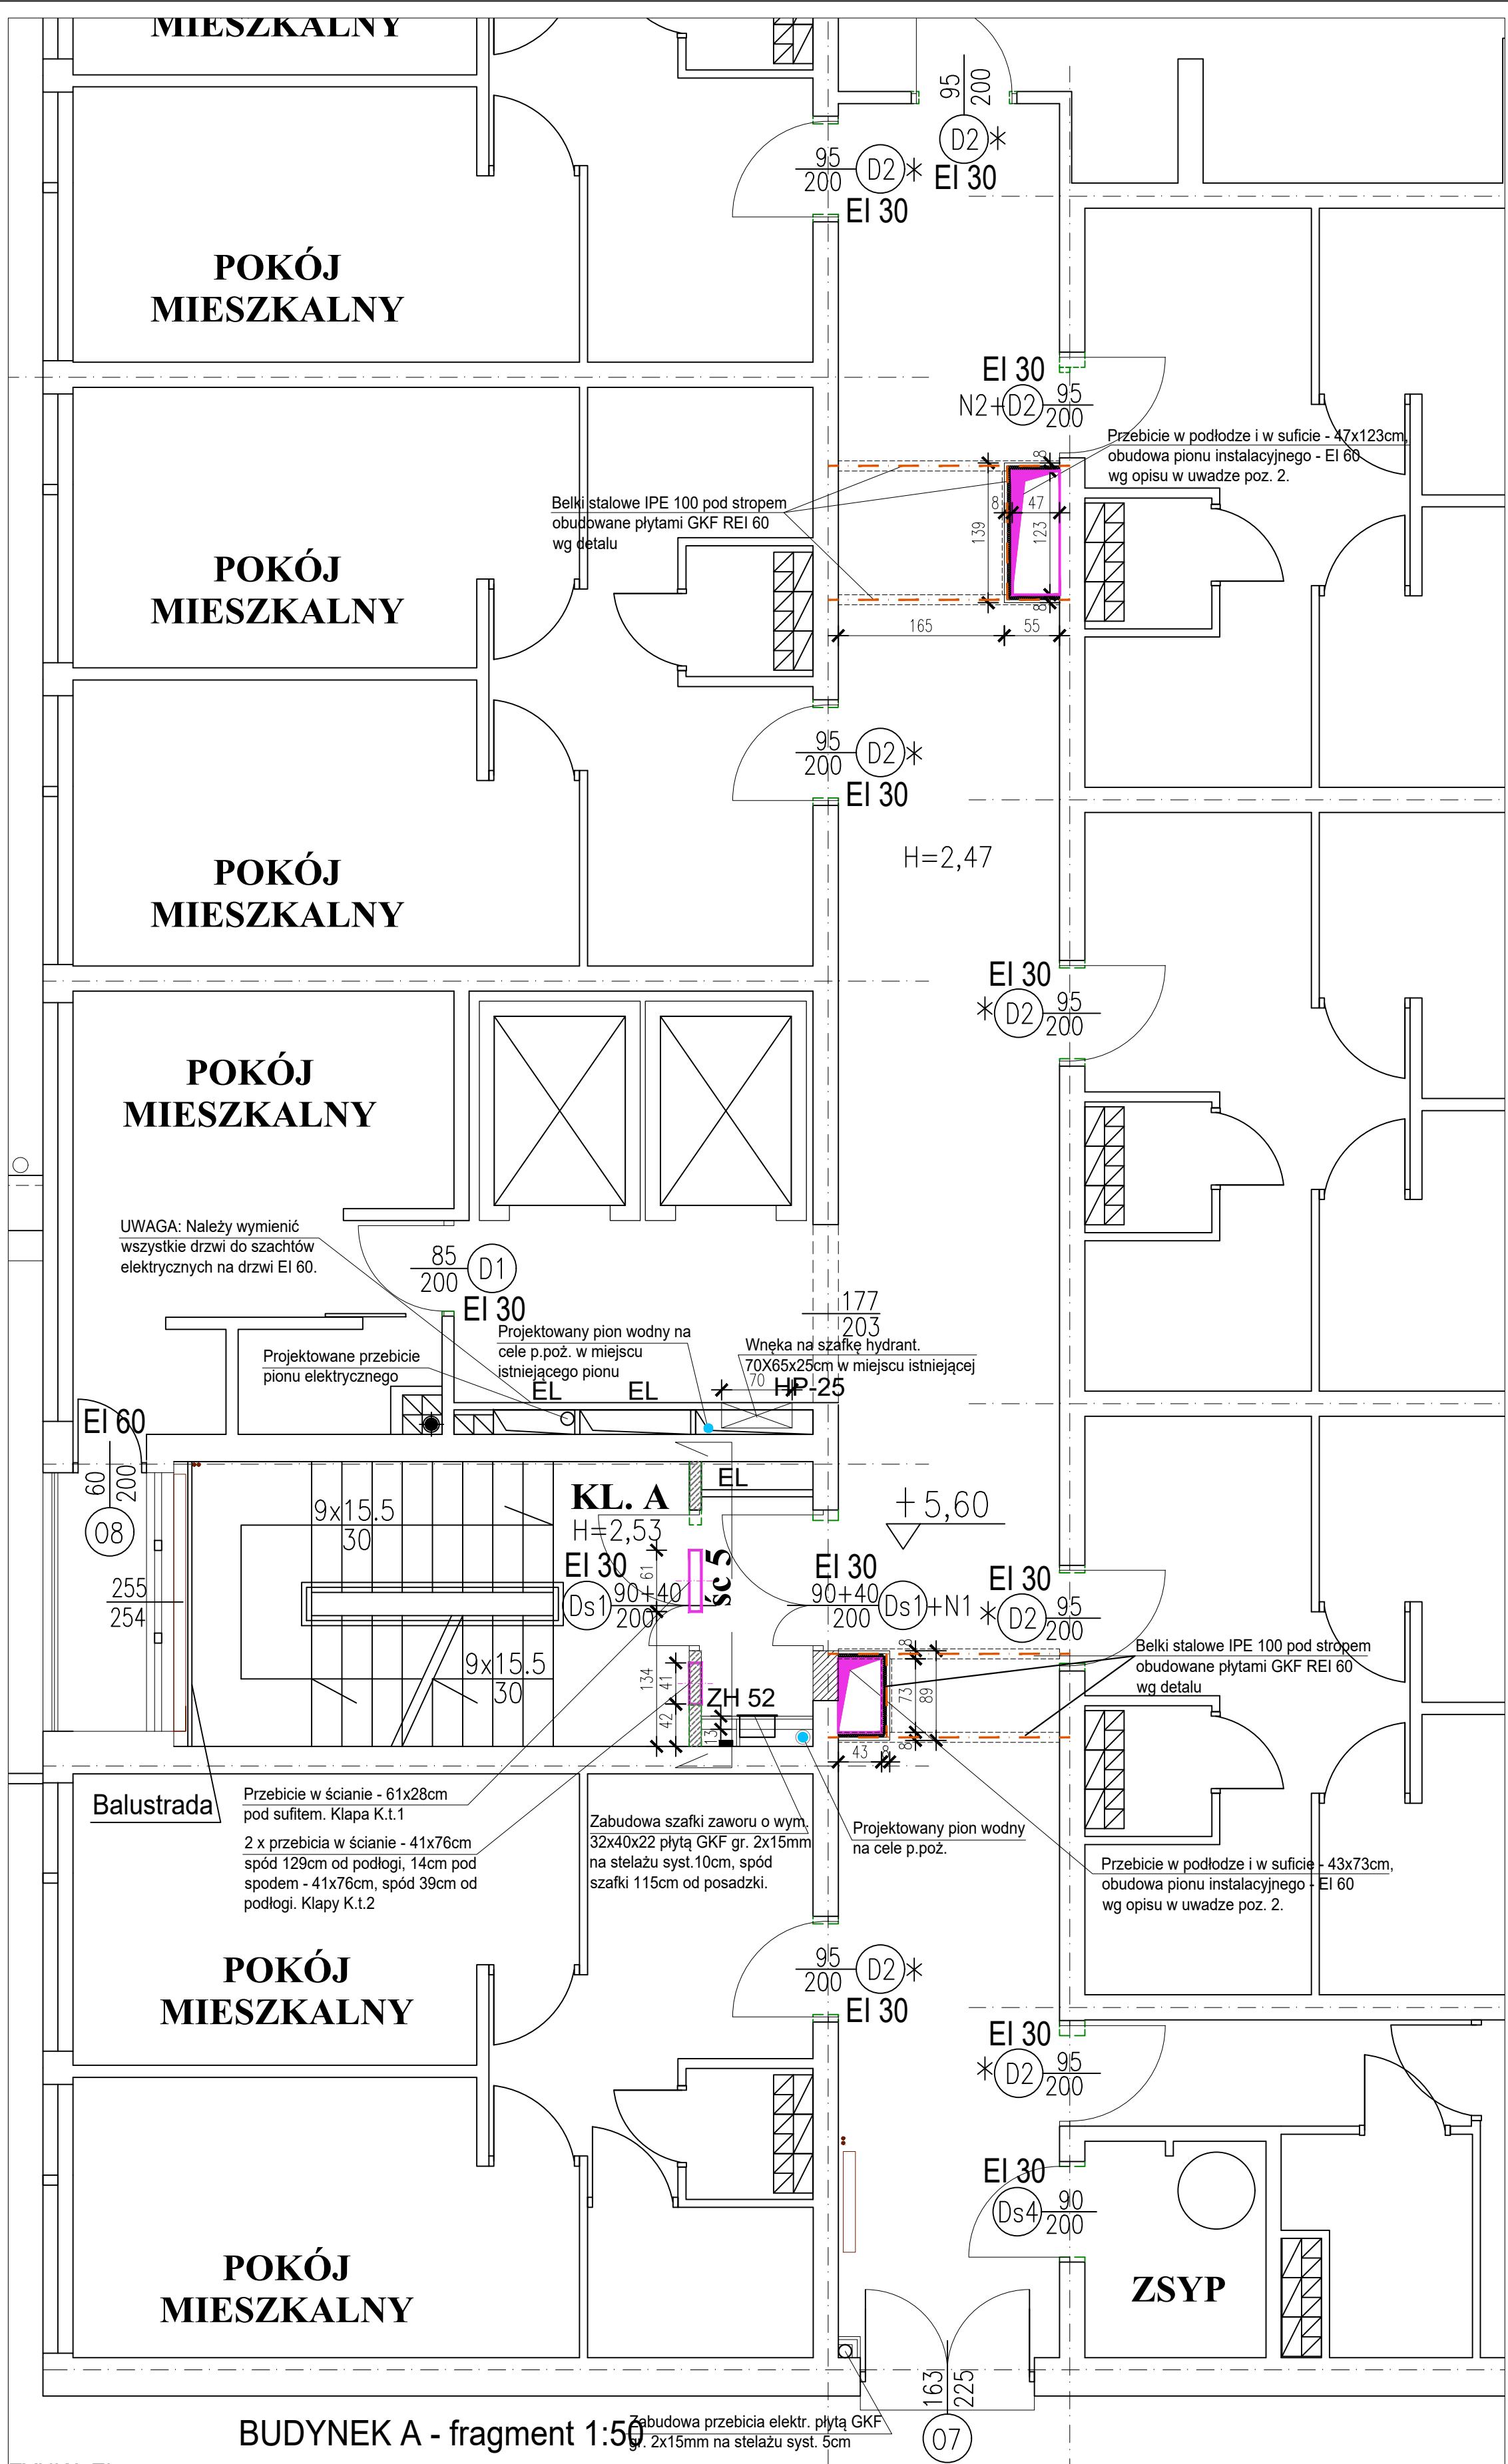 MIESZKALNY
95
200
D2
EI 30
95
200
D2
EI 30
POKÓJ
MIESZKALNY
EI 30
N2+D2
95
200
Przebicie w podłodze i w suficie - 47x123cm,
obudowa pionu instalacyjnego - EI 60
wg opisu w uwadze poz. 2.
Belki stalowe IPE 100 pod stropem
obudowane płytami GKF REI 60
wg detalu
8
8
47
139
123
8
165
55
POKÓJ
MIESZKALNY
95
200
D2
EI 30
H=2,47
POKÓJ
MIESZKALNY
EI 30
D2
95
200
POKÓJ
MIESZKALNY
UWAGA: Należy wymienić
wszystkie drzwi do szachtów
elektrycznych na drzwi EI 60.
85
200
D1
EI 30
177
203
Projektowany pion wodny na
cele p.poż. w miejscu
istniejącego pionu
Wnęka na szafkę hydrant.
70X65x25cm w miejscu istniejącej
Projektowane przebicie
pionu elektrycznego
70
HP-25
EL
EL
EI 60
60
200
08
255
254
9x15.5
30
9x15.5
30
KL. A
H=2,53
EL
śc 5
+5,60
EI 30
Ds1
90+40
200
61
134
41
42
13
EI 30
90+40
200
Ds1+N1
EI 30
D2
95
200
Belki stalowe IPE 100 pod stropem
obudowane płytami GKF REI 60
wg detalu
8
73
89
8
43
8
ZH 52
Balustrada
Przebicie w ścianie - 61x28cm
pod sufitem. Klapa K.t.1
2 x przebicia w ścianie - 41x76cm
spód 129cm od podłogi, 14cm pod
spodem - 41x76cm, spód 39cm od
podłogi. Klapy K.t.2
Zabudowa szafki zaworu o wym.
32x40x22 płytą GKF gr. 2x15mm
na stelażu syst.10cm, spód
szafki 115cm od posadzki.
Projektowany pion wodny
na cele p.poż.
Przebicie w podłodze i w suficie - 43x73cm,
obudowa pionu instalacyjnego - EI 60
wg opisu w uwadze poz. 2.
95
200
D2
EI 30
POKÓJ
MIESZKALNY
EI 30
D2
95
200
EI 30
Ds4
90
200
POKÓJ
MIESZKALNY
ZSYP
163
225
07
BUDYNEK A - fragment 1:50
Zabudowa przebicia elektr. płytą GKF
gr. 2x15mm na stelażu syst. 5cm